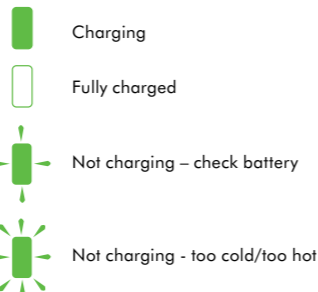 Charging
Fully charged
Not charging – check battery
Not charging - too cold/too hot